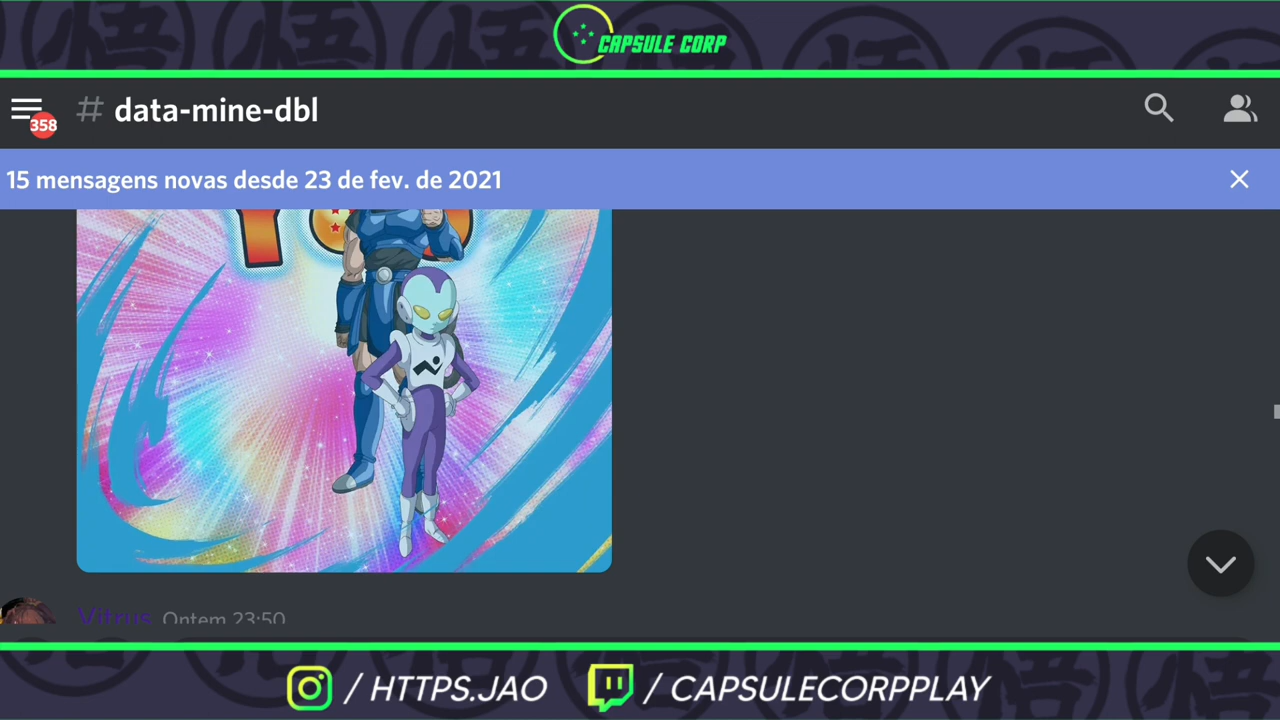 CAPSULE CORP
358
# data-mine-dbl
15 mensagens novas desde 23 de fev. de 2021
Vitrus Ontem 23:50
/ HTTPS.JAO
/ CAPSULECORPPLAY